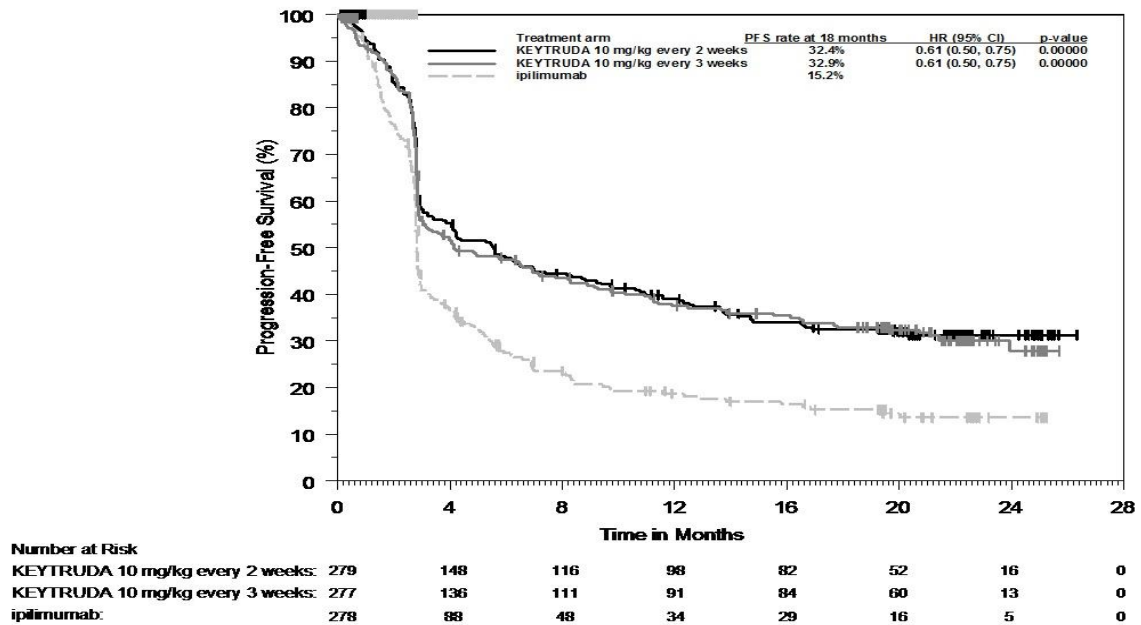 Treatment arm PFS rate at 18 months HR (95% CI) p-value
KEYTRUDA 10 mg/kg every 2 weeks 32.4% 0.61 (0.50, 0.75) 0.00000
KEYTRUDA 10 mg/kg every 3 weeks 32.9% 0.61 (0.50, 0.75) 0.00000
ipilimumab 15.2%
Progression-Free Survival (%)
100
90
80
70
60
50
40
30
20
10
0
0 4 8 12 16 20 24 28
Time in Months
Number at Risk
KEYTRUDA 10 mg/kg every 2 weeks: 279 148 116 98 82 52 16 0
KEYTRUDA 10 mg/kg every 3 weeks: 277 136 111 91 84 60 13 0
ipilimumab: 278 88 48 34 29 16 5 0